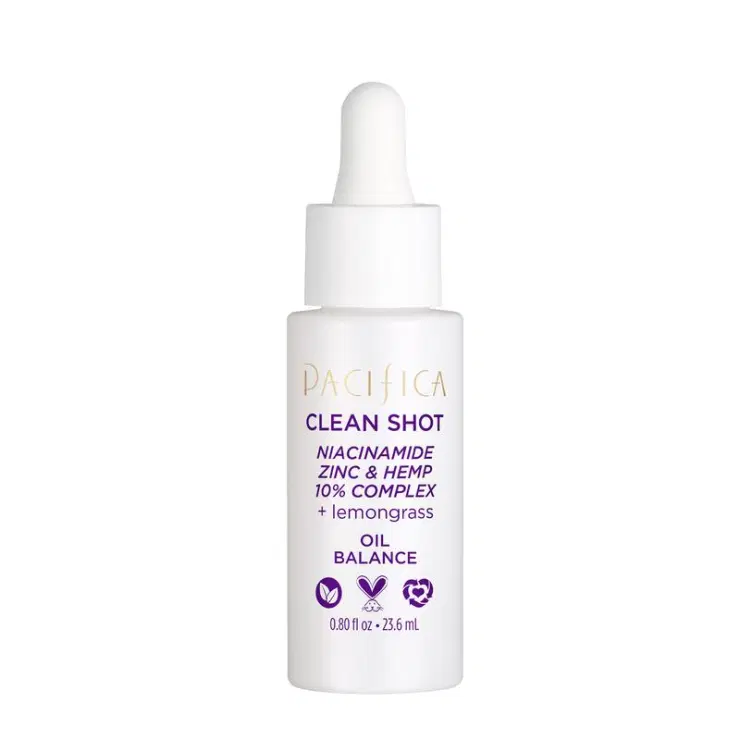 PACIFICA
CLEAN SHOT
NIACINAMIDE
ZINC & HEMP
10% COMPLEX
+ lemongrass
OIL
BALANCE
0.80 fl oz • 23.6 mL